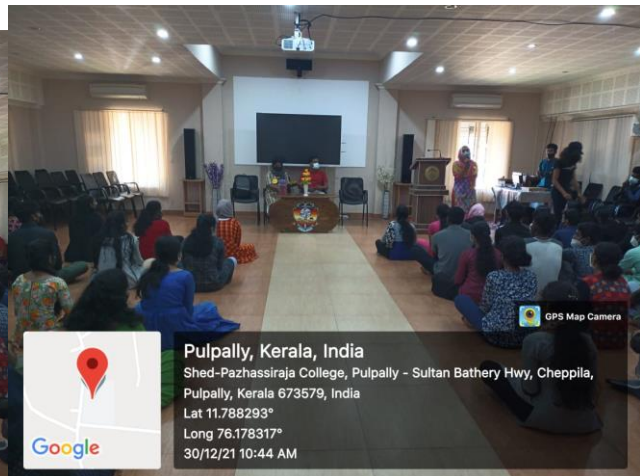 GPS Map Camera
Pulpally, Kerala, India
Shed-Pazhassiraja College, Pulpally - Sultan Bathery Hwy, Cheppila,
Pulpally, Kerala 673579, India
Lat 11.788293°
Long 76.178317°
30/12/21 10:44 AM
Google